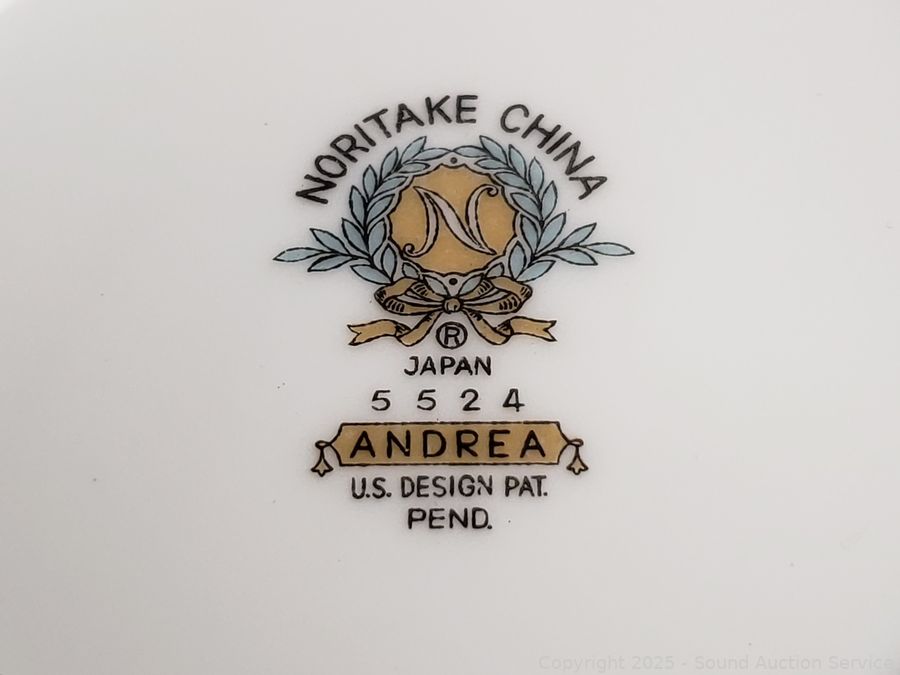 NORITAKE CHINA
N
®
JAPAN
5524
ANDREA
U.S. DESIGN PAT.
PEND.
Copyright 2025 - Sound Auction Service